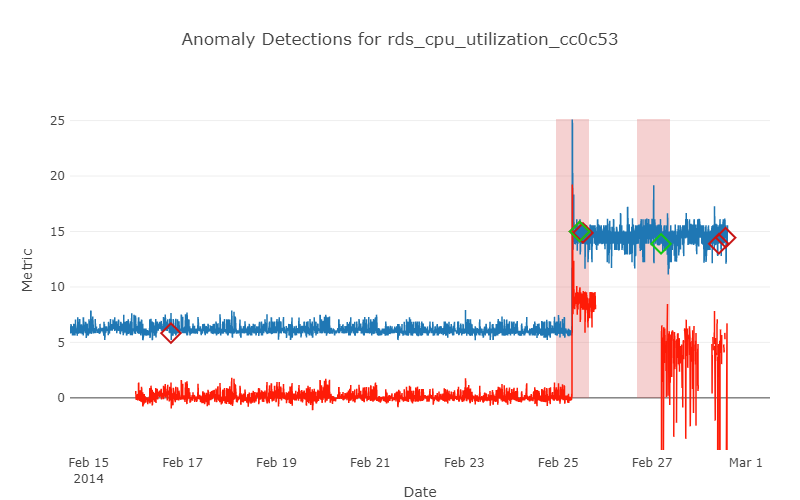 Anomaly Detections for rds_cpu_utilization_cc0c53
25
20
15
10
5
0
Metric
Feb 15
2014
Feb 17
Feb 19
Feb 21
Feb 23
Feb 25
Feb 27
Mar 1
Date